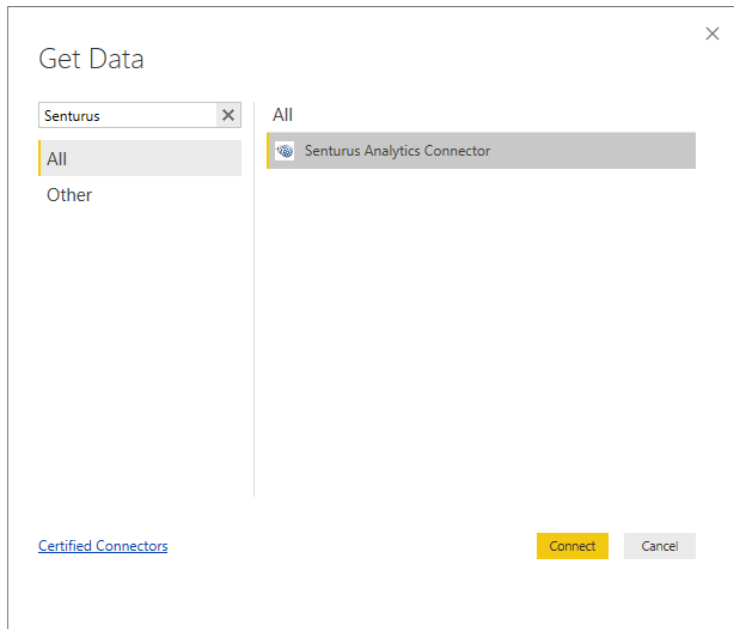 Get Data
Senturus
All
Other
All
Senturus Analytics Connector
Certified Connectors
Connect
Cancel